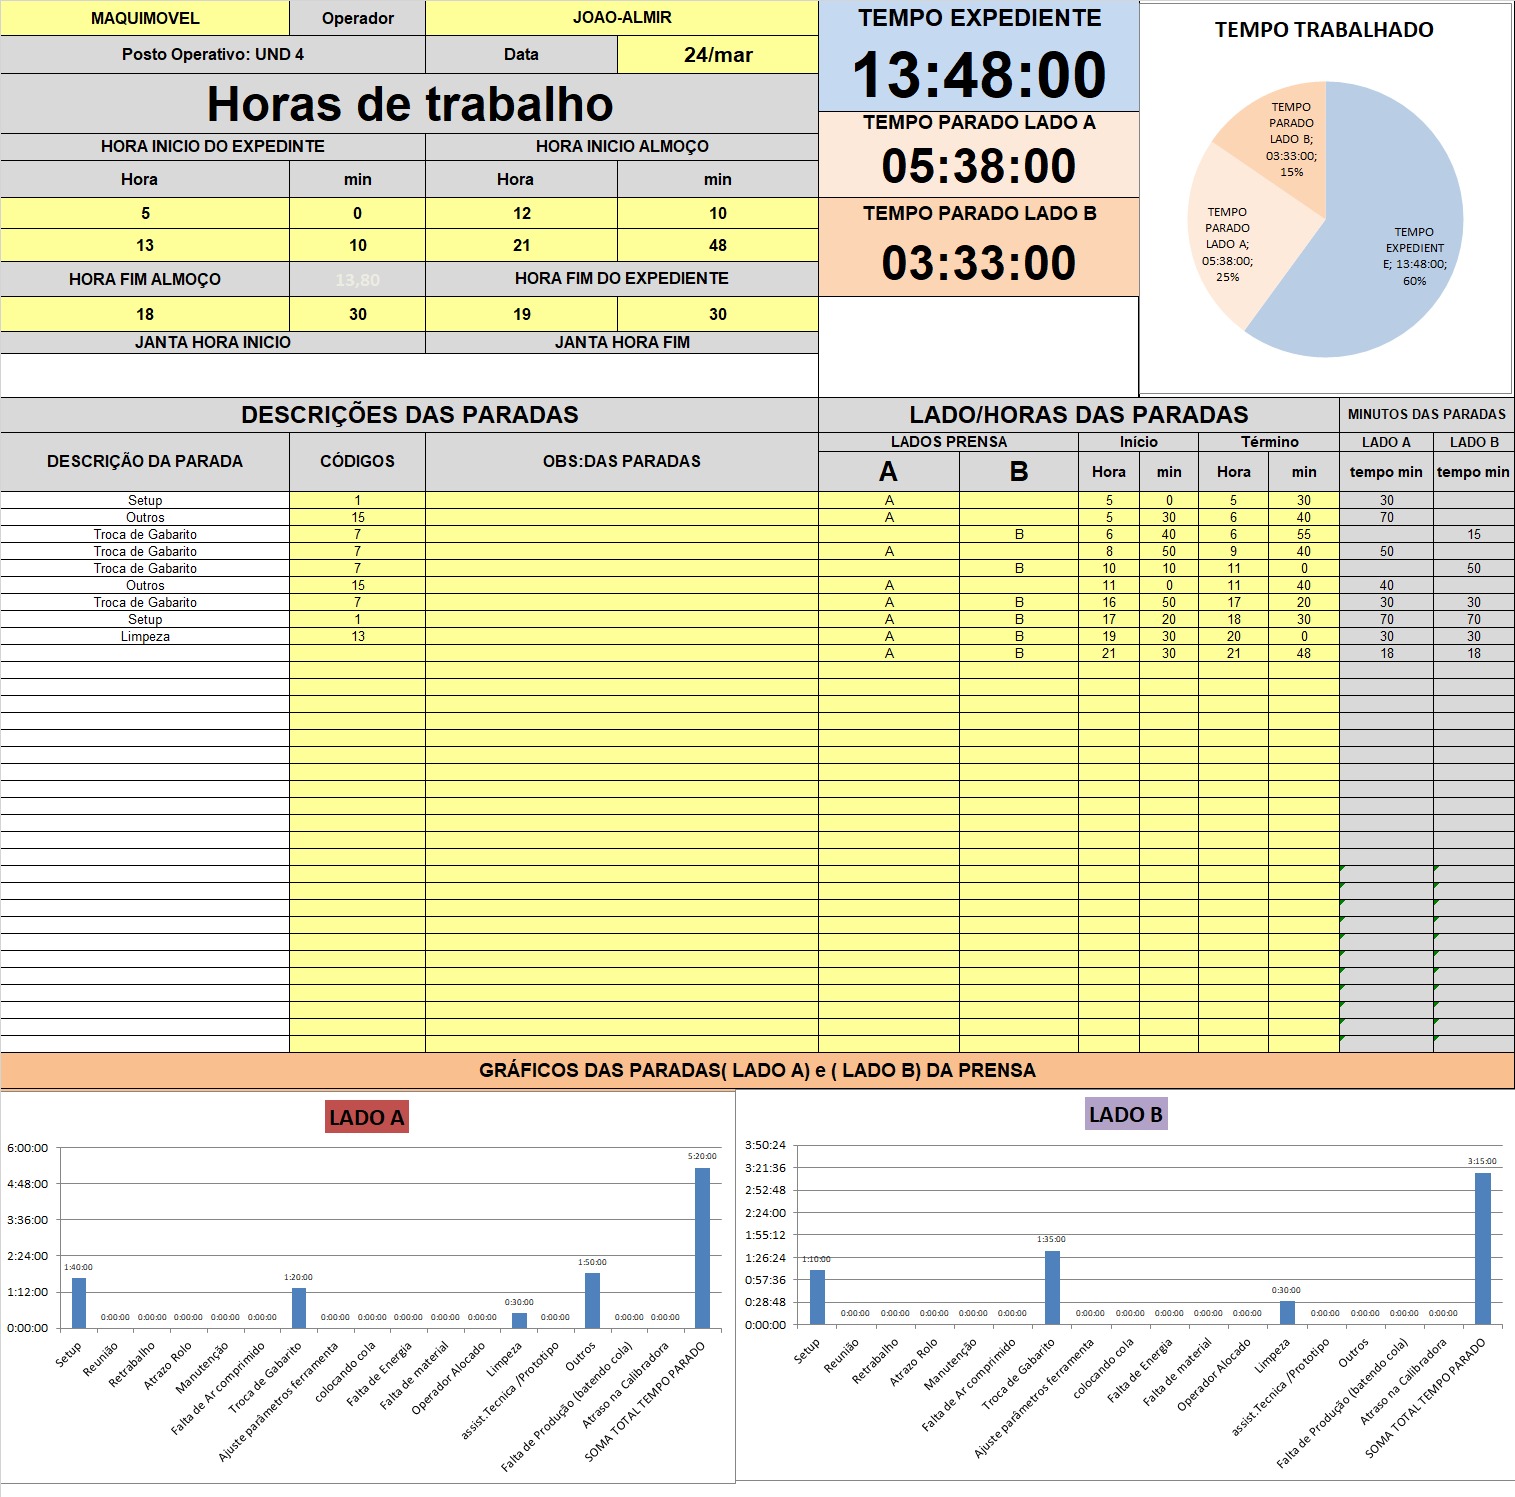 MAQUIMOVEL Operador JOAO-ALMIR
Posto Operativo: UND 4 Data 24/mar
Horas de trabalho
HORA INICIO DO EXPEDINTE HORA INICIO ALMOÇO
Hora min Hora min
5 0 12 10
13 10 21 48
HORA FIM ALMOÇO 13,80 HORA FIM DO EXPEDIENTE
18 30 19 30
JANTA HORA INICIO JANTA HORA FIM
TEMPO EXPEDIENTE
13:48:00
TEMPO PARADO LADO A
05:38:00
TEMPO PARADO LADO B
03:33:00
TEMPO TRABALHADO
TEMPO
PARADO
LADO B;
03:33:00;
15%
TEMPO
PARADO
LADO A;
05:38:00;
25%
TEMPO
EXPEDIENT
E; 13:48:00;
60%
DESCRIÇÕES DAS PARADAS LADO/HORAS DAS PARADAS MINUTOS DAS PARADAS
LADOS PRENSA Início Término LADO A LADO B
DESCRIÇÃO DA PARADA CÓDIGOS OBS:DAS PARADAS A B Hora min Hora min tempo min tempo min
Setup 1 A 5 0 5 30 30
Outros 15 A 5 30 6 40 70
Troca de Gabarito 7 B 6 40 6 55 15
Troca de Gabarito 7 A 8 50 9 40 50
Troca de Gabarito 7 B 10 10 11 0 50
Outros 15 A 11 0 11 40 40
Troca de Gabarito 7 A B 16 50 17 20 30 30
Setup 1 A B 17 20 18 30 70 70
Limpeza 13 A B 19 30 20 0 30 30
A B 21 30 21 48 18 18
GRÁFICOS DAS PARADAS( LADO A) e ( LADO B) DA PRENSA
LADO A
6:00:00
4:48:00
3:36:00
2:24:00
1:12:00
0:00:00
1:40:00 0:00:00 0:00:00 0:00:00 0:00:00 0:00:00 1:20:00 0:00:00 0:00:00 0:00:00 0:00:00 0:00:00 0:30:00 0:00:00 1:50:00 0:00:00 0:00:00 5:20:00
Setup
Reunião
Retrabalho
Atrazo Rolo
Manutenção
Falta de Ar comprimido
Troca de Gabarito
Ajuste parâmetros ferramenta
colocando cola
Falta de Energia
Falta de material
Operador Alocado
Limpeza
assist.Tecnica /Prototipo
Outros
Falta de Produção (batendo cola)
Atraso na Calibradora
SOMA TOTAL TEMPO PARADO
LADO B
3:50:24
3:21:36
2:52:48
2:24:00
1:55:12
1:26:24
0:57:36
0:28:48
0:00:00
1:10:00 0:00:00 0:00:00 0:00:00 0:00:00 0:00:00 1:35:00 0:00:00 0:00:00 0:00:00 0:00:00 0:00:00 0:30:00 0:00:00 0:00:00 0:00:00 0:00:00 3:15:00
Setup
Reunião
Retrabalho
Atrazo Rolo
Manutenção
Falta de Ar comprimido
Troca de Gabarito
Ajuste parâmetros ferramenta
colocando cola
Falta de Energia
Falta de material
Operador Alocado
Limpeza
assist.Tecnica /Prototipo
Outros
Falta de Produção (batendo cola)
Atraso na Calibradora
SOMA TOTAL TEMPO PARADO